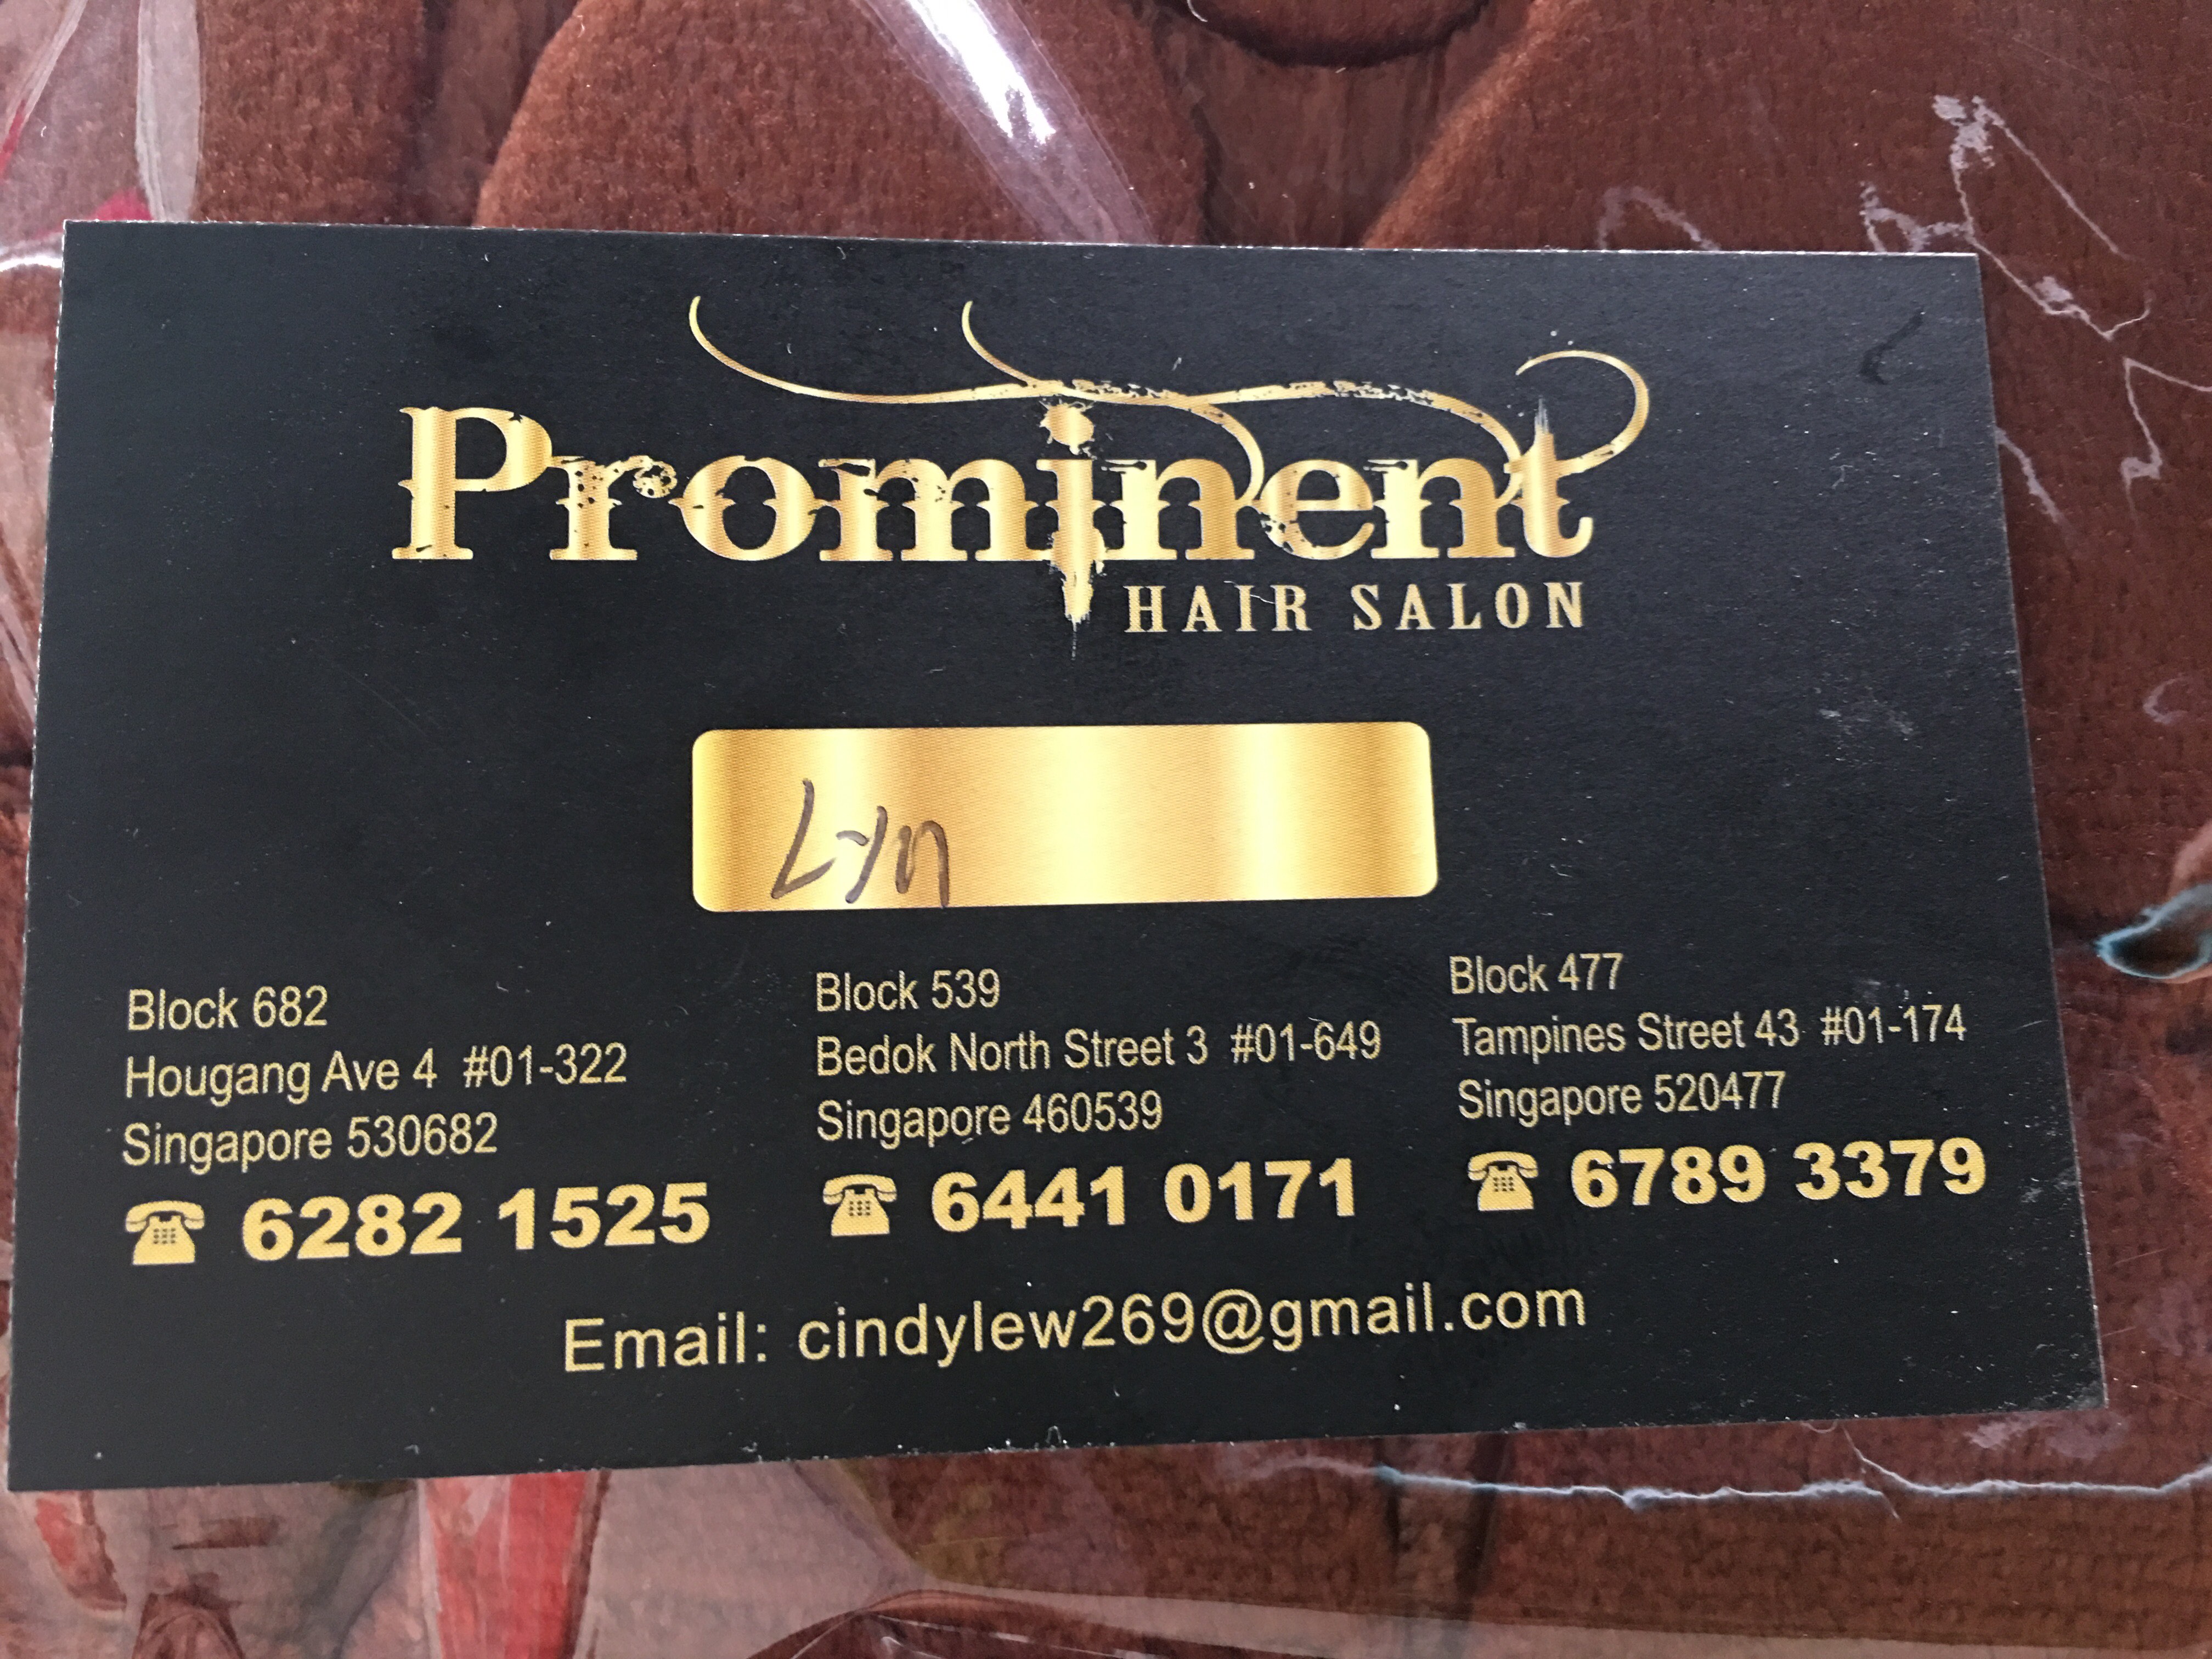 Prominent
HAIR SALON
Lyn
Block 682
Hougang Ave 4 #01-322
Singapore 530682
☎ 6282 1525
Block 539
Bedok North Street 3 #01-649
Singapore 460539
☎ 6441 0171
Block 477
Tampines Street 43 #01-174
Singapore 520477
☎ 6789 3379
Email: cindylew269@gmail.com